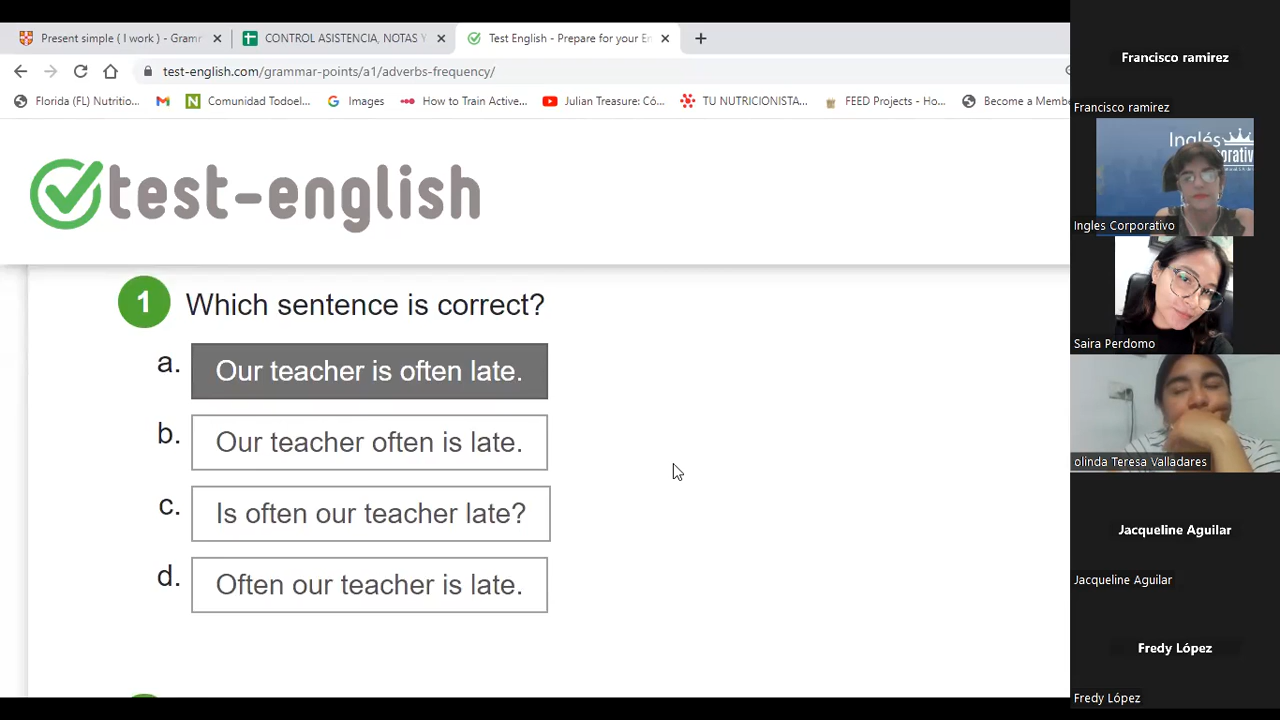 Present simple ( I work ) - Gramm
CONTROL ASISTENCIA, NOTAS Y
Test English - Prepare for your En
test-english.com/grammar-points/a1/adverbs-frequency/
Florida (FL) Nutritio...
Comunidad Todoel...
Images
How to Train Active...
Julian Treasure: Có...
TU NUTRICIONISTA...
FEED Projects - Ho...
Become a Membe
test-english
1 Which sentence is correct?
a. Our teacher is often late.
b. Our teacher often is late.
c. Is often our teacher late?
d. Often our teacher is late.
Francisco ramirez
Francisco ramirez
Inglés
Ingles Corporativo
Saira Perdomo
olinda Teresa Valladares
Jacqueline Aguilar
Jacqueline Aguilar
Fredy López
Fredy López